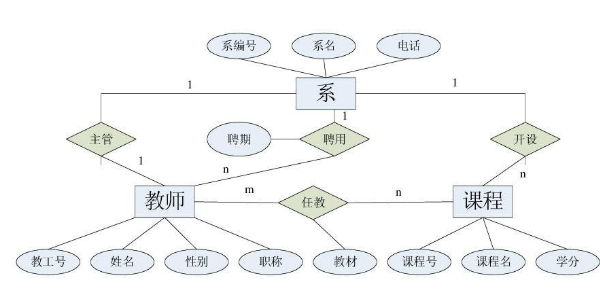 系编号 系名 电话
系
1 1
1
主管 聘期 聘用 开设
1 n n
m n
教师 任教 课程
教工号 姓名 性别 职称 教材 课程号 课程名 学分